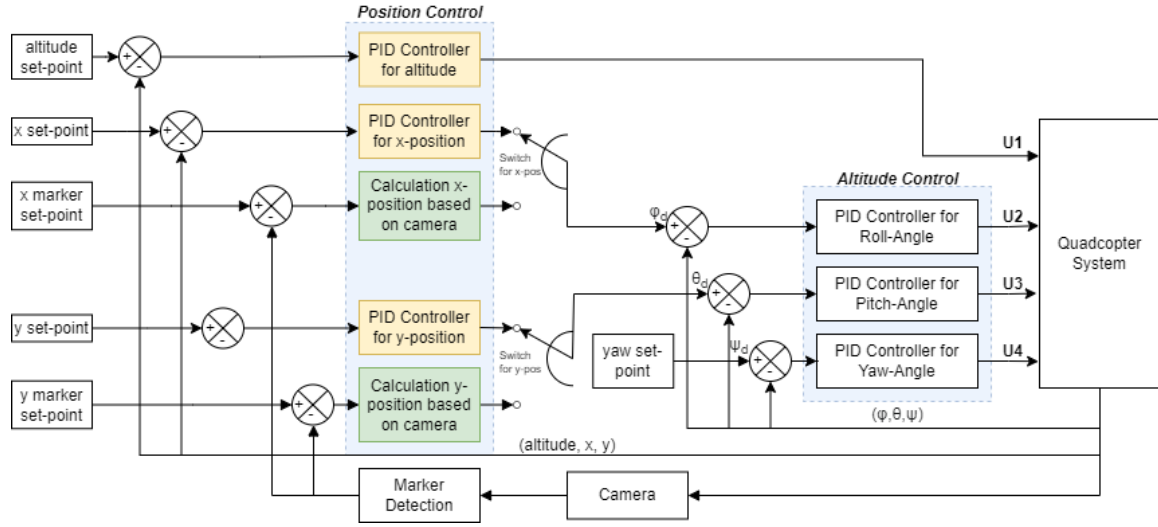 Position Control
altitude
set-point
+
-
PID Controller
for altitude
x set-point
+
-
PID Controller
for x-position
Switch
for x-pos
U1
x marker
set-point
+
-
Calculation x-
position based
on camera
Altitude Control
φd
+
-
PID Controller for
Roll-Angle
U2
Quadcopter
System
θd
+
-
PID Controller for
Pitch-Angle
U3
y set-point
+
-
PID Controller
for y-position
Switch
for y-pos
yaw set-
point
ψd
+
-
PID Controller for
Yaw-Angle
U4
y marker
set-point
+
-
Calculation y-
position based
on camera
(φ,θ,ψ)
(altitude, x, y)
Marker
Detection
Camera